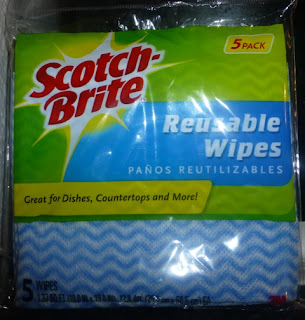 5 PACK
Scotch-
Brite
Reusable
Wipes
PAÑOS REUTILIZABLES
Great for Dishes, Countertops and More!
5 WIPES
3M